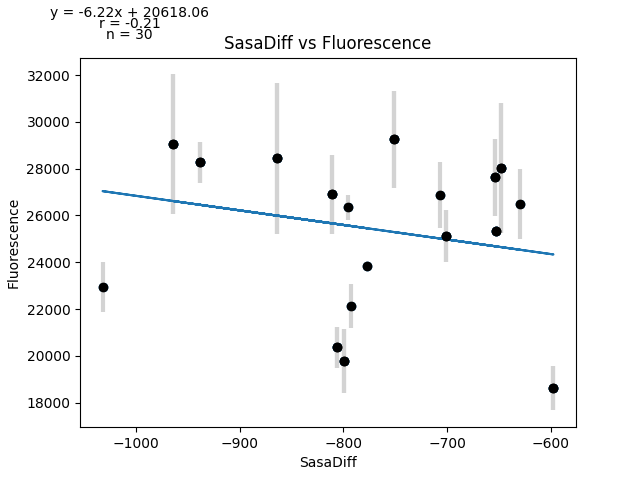 y = -6.22x + 20618.06
r = -0.21
n = 30
SasaDiff vs Fluorescence
32000
30000
28000
26000
24000
22000
20000
18000
Fluorescence
−1000
−900
−800
−700
−600
SasaDiff